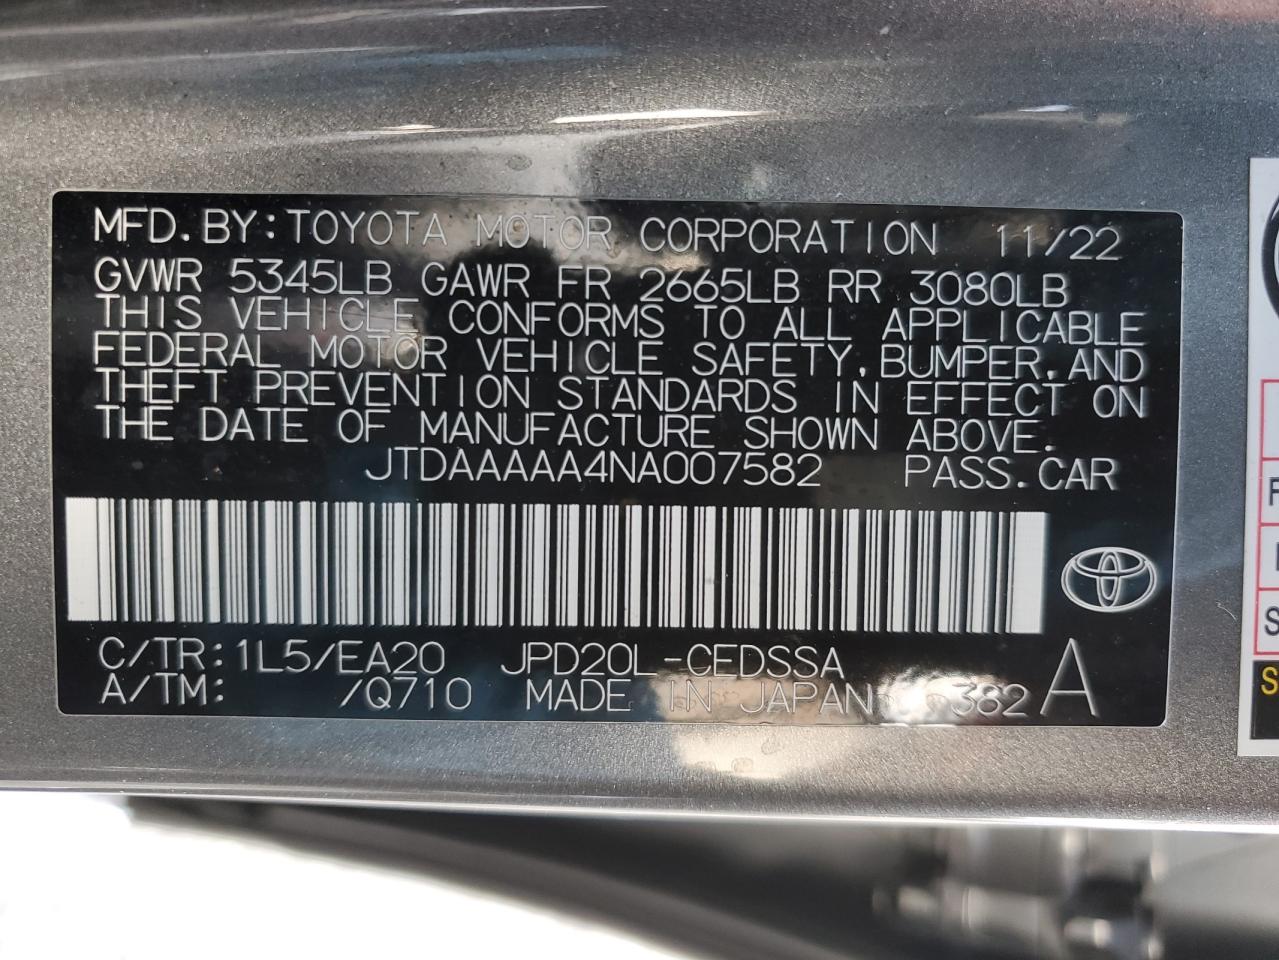 MFD. BY: TOYOTA MOTOR CORPORATION 11/22
GVWR 5345LB GAWR FR 2665LB RR 3080LB
THIS VEHICLE CONFORMS TO ALL APPLICABLE
FEDERAL MOTOR VEHICLE SAFETY, BUMPER, AND
THEFT PREVENTION STANDARDS IN EFFECT ON
THE DATE OF MANUFACTURE SHOWN ABOVE.
JTDAAAAA4NA007582 PASS. CAR
C/TR: 1L5/EA20 JPD20L-CEDSSA
A/TM: /Q710 MADE IN JAPAN 382 A